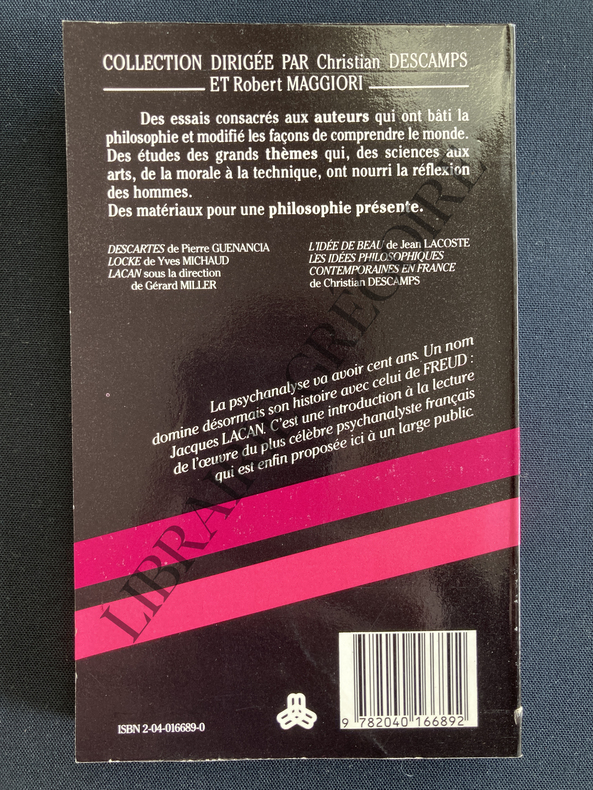 COLLECTION DIRIGÉE PAR Christian DESCAMPS
ET Robert MAGGIORI
Des essais consacrés aux auteurs qui ont bâti la
philosophie et modifié les façons de comprendre le monde.
Des études des grands thèmes qui, des sciences aux
arts, de la morale à la technique, ont nourri la réflexion
des hommes.
Des matériaux pour une philosophie présente.
DESCARTES de Pierre GUENANCIA
LOCKE de Yves MICHAUD
LACAN sous la direction
de Gérard MILLER
L'IDÉE DE BEAU de Jean LACOSTE
LES IDÉES PHILOSOPHIQUES
CONTEMPORAINES EN FRANCE
de Christian DESCAMPS
La psychanalyse va avoir cent ans. Un nom
domine désormais son histoire avec celui de FREUD :
Jacques LACAN. C'est une introduction à la lecture
de l'œuvre du plus célèbre psychanalyste français
qui est enfin proposée ici à un large public.
LIBRAIRIE GRÉGOIRE
ISBN 2-04-016689-0
9 782040 166892